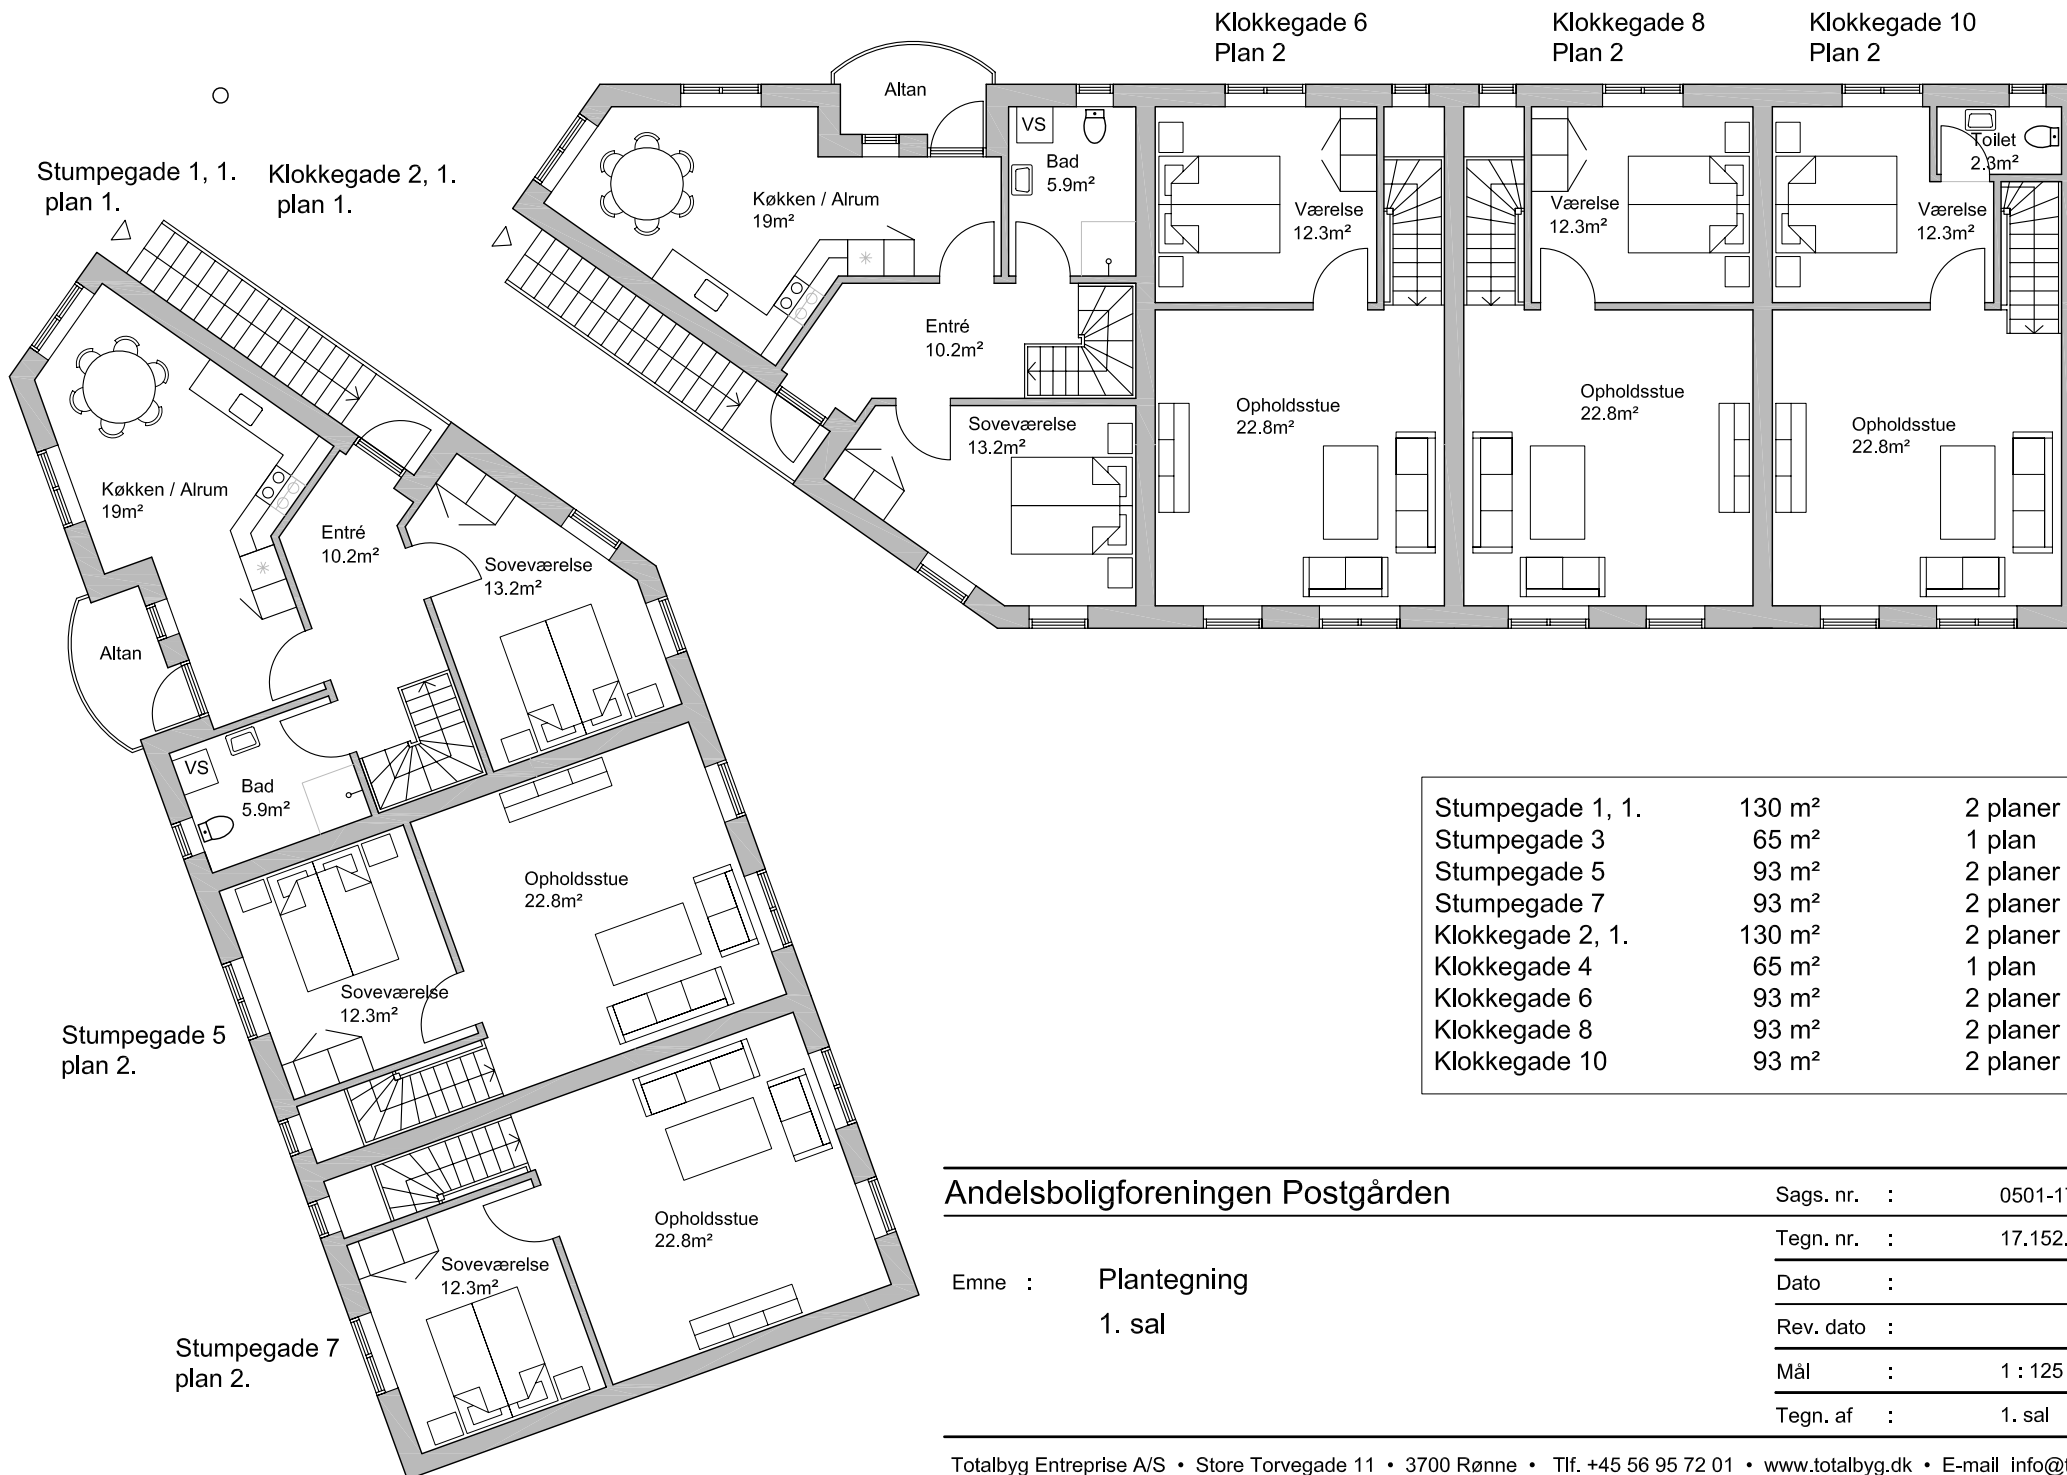 Klokkegade 6
Plan 2
Klokkegade 8
Plan 2
Klokkegade 10
Plan 2
Stumpegade 1, 1.
plan 1.
Klokkegade 2, 1.
plan 1.
Altan
VS
Bad
5.9m²
Køkken / Alrum
19m²
Entré
10.2m²
Soveværelse
13.2m²
Værelse
12.3m²
Opholdsstue
22.8m²
Værelse
12.3m²
Opholdsstue
22.8m²
Toilet
2.3m²
Værelse
12.3m²
Opholdsstue
22.8m²
Køkken / Alrum
19m²
Entré
10.2m²
Soveværelse
13.2m²
Altan
VS
Bad
5.9m²
Opholdsstue
22.8m²
Soveværelse
12.3m²
Stumpegade 5
plan 2.
Opholdsstue
22.8m²
Soveværelse
12.3m²
Stumpegade 7
plan 2.
Stumpegade 1, 1. 130 m² 2 planer
Stumpegade 3 65 m² 1 plan
Stumpegade 5 93 m² 2 planer
Stumpegade 7 93 m² 2 planer
Klokkegade 2, 1. 130 m² 2 planer
Klokkegade 4 65 m² 1 plan
Klokkegade 6 93 m² 2 planer
Klokkegade 8 93 m² 2 planer
Klokkegade 10 93 m² 2 planer
Andelsboligforeningen Postgården
Emne : Plantegning
1. sal
Sags. nr. : 0501-1
Tegn. nr. : 17.152.
Dato :
Rev. dato :
Mål : 1 : 125
Tegn. af : 1. sal
Totalbyg Entreprise A/S • Store Torvegade 11 • 3700 Rønne • Tlf. +45 56 95 72 01 • www.totalbyg.dk • E-mail info@